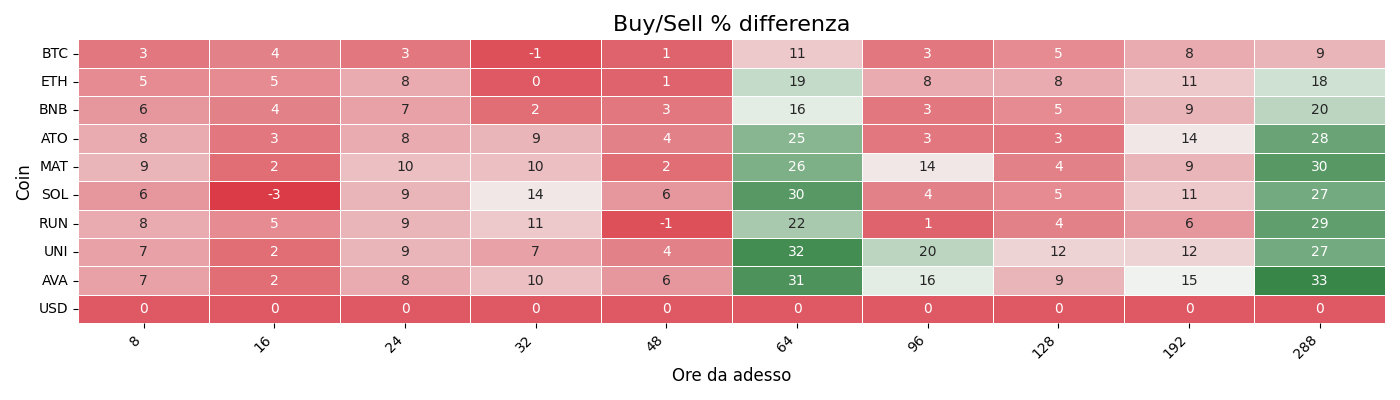 Buy/Sell % differenza
Coin
BTC 3 4 3 -1 1 11 3 5 8 9
ETH 5 5 8 0 1 19 8 8 11 18
BNB 6 4 7 2 3 16 3 5 9 20
ATO 8 3 8 9 4 25 3 3 14 28
MAT 9 2 10 10 2 26 14 4 9 30
SOL 6 -3 9 14 6 30 4 5 11 27
RUN 8 5 9 11 -1 22 1 4 6 29
UNI 7 2 9 7 4 32 20 12 12 27
AVA 7 2 8 10 6 31 16 9 15 33
USD 0 0 0 0 0 0 0 0 0 0
8 16 24 32 48 64 96 128 192 288
Ore da adesso